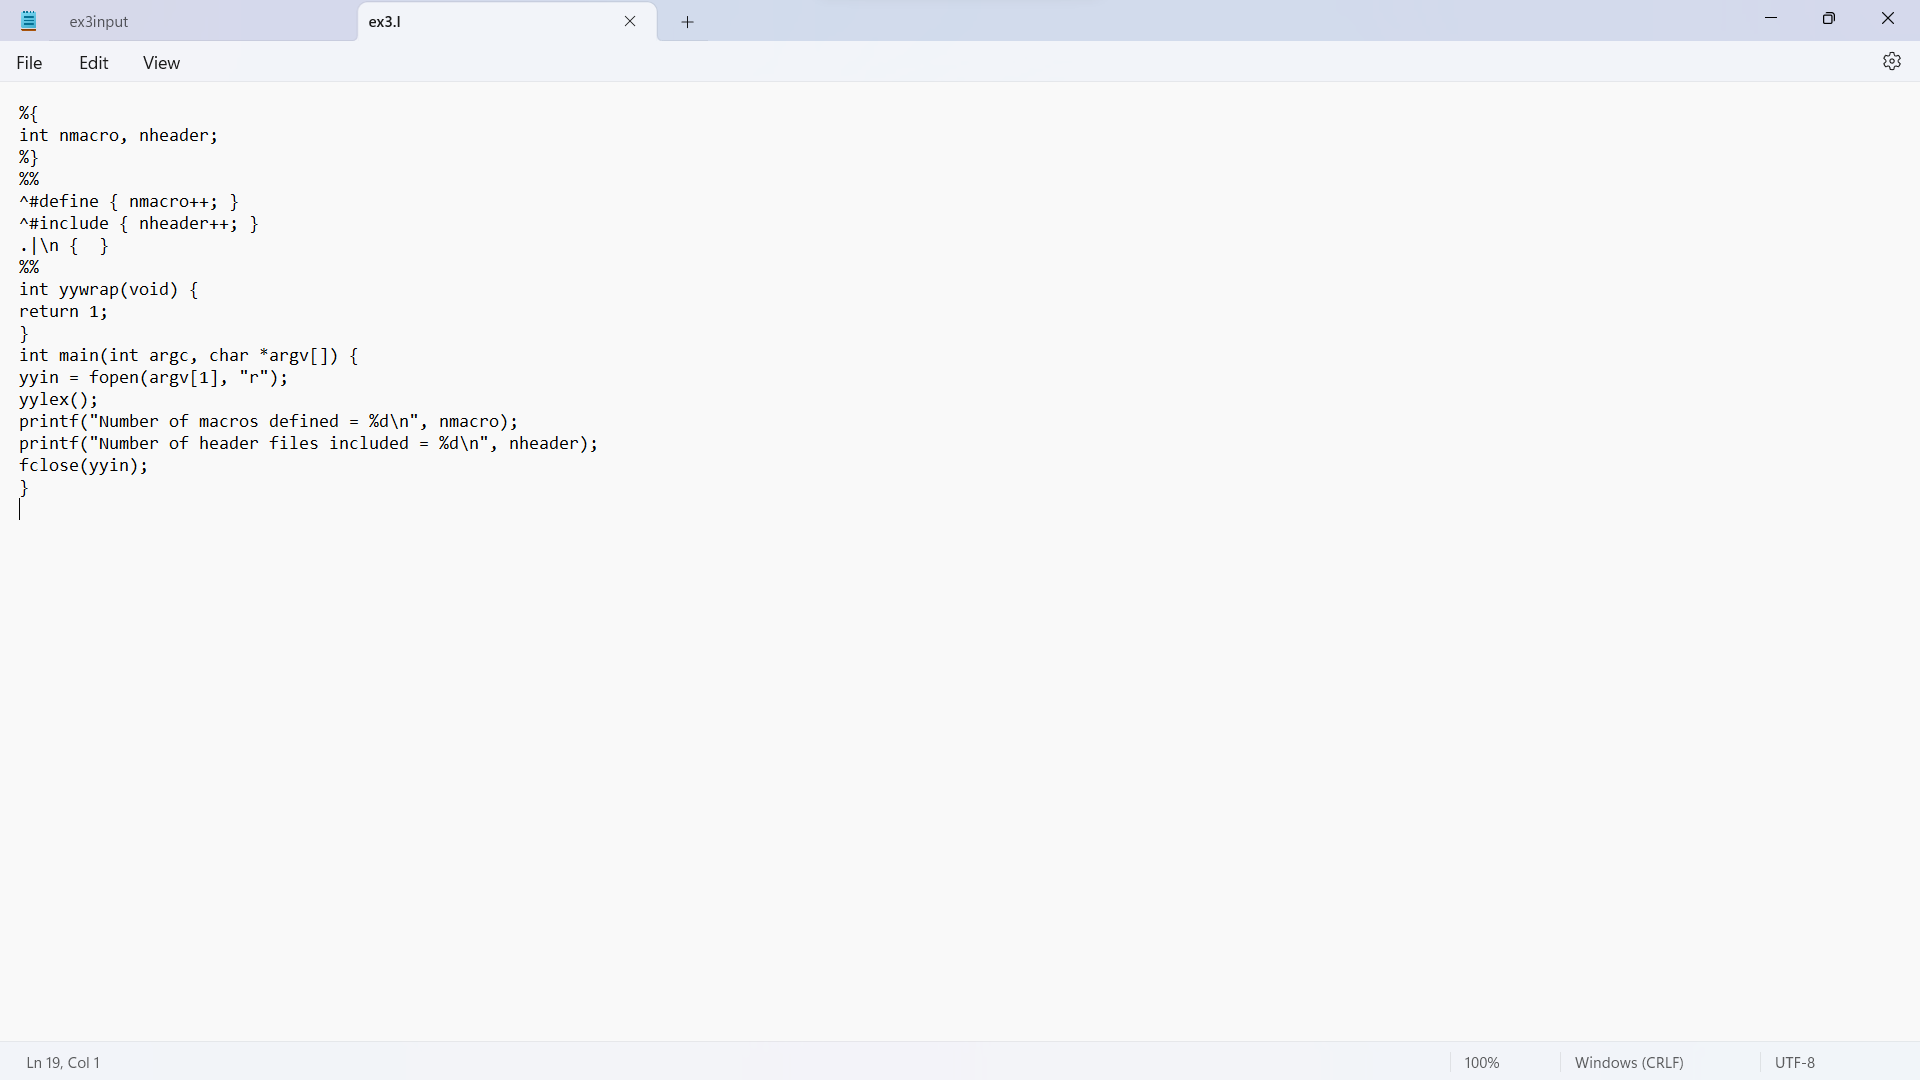 ex3input
ex3.l
File Edit View
%{
int nmacro, nheader;
%}
%%
^#define { nmacro++; }
^#include { nheader++; }
.|\n {  }
%%
int yywrap(void) {
return 1;
}
int main(int argc, char *argv[]) {
yyin = fopen(argv[1], "r");
yylex();
printf("Number of macros defined = %d\n", nmacro);
printf("Number of header files included = %d\n", nheader);
fclose(yyin);
}
Ln 19, Col 1
100%
Windows (CRLF)
UTF-8